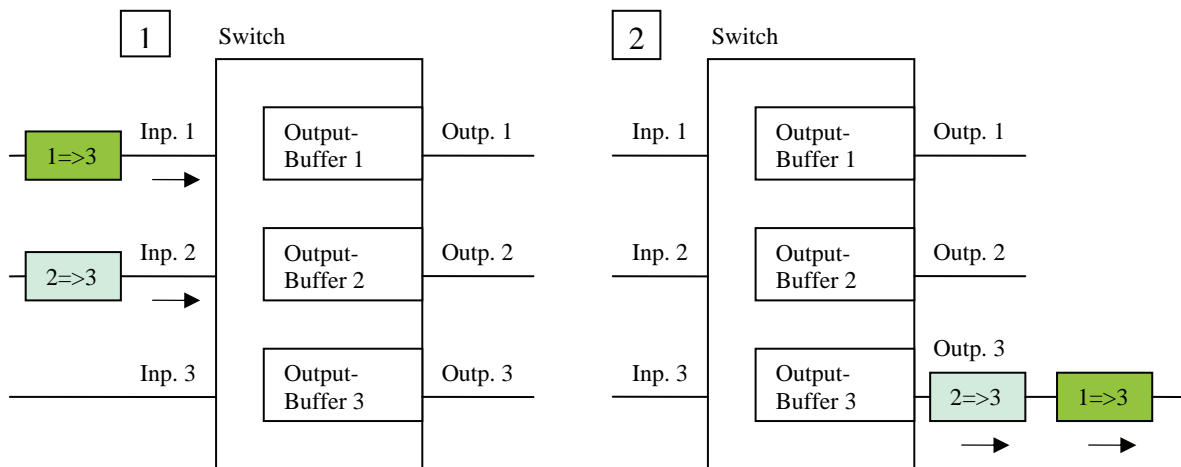 1
Switch
Inp. 1
Output-
Buffer 1
Outp. 1
1=>3
Inp. 2
Output-
Buffer 2
Outp. 2
2=>3
Inp. 3
Output-
Buffer 3
Outp. 3
2
Switch
Inp. 1
Output-
Buffer 1
Outp. 1
Inp. 2
Output-
Buffer 2
Outp. 2
Inp. 3
Output-
Buffer 3
Outp. 3
2=>3
1=>3